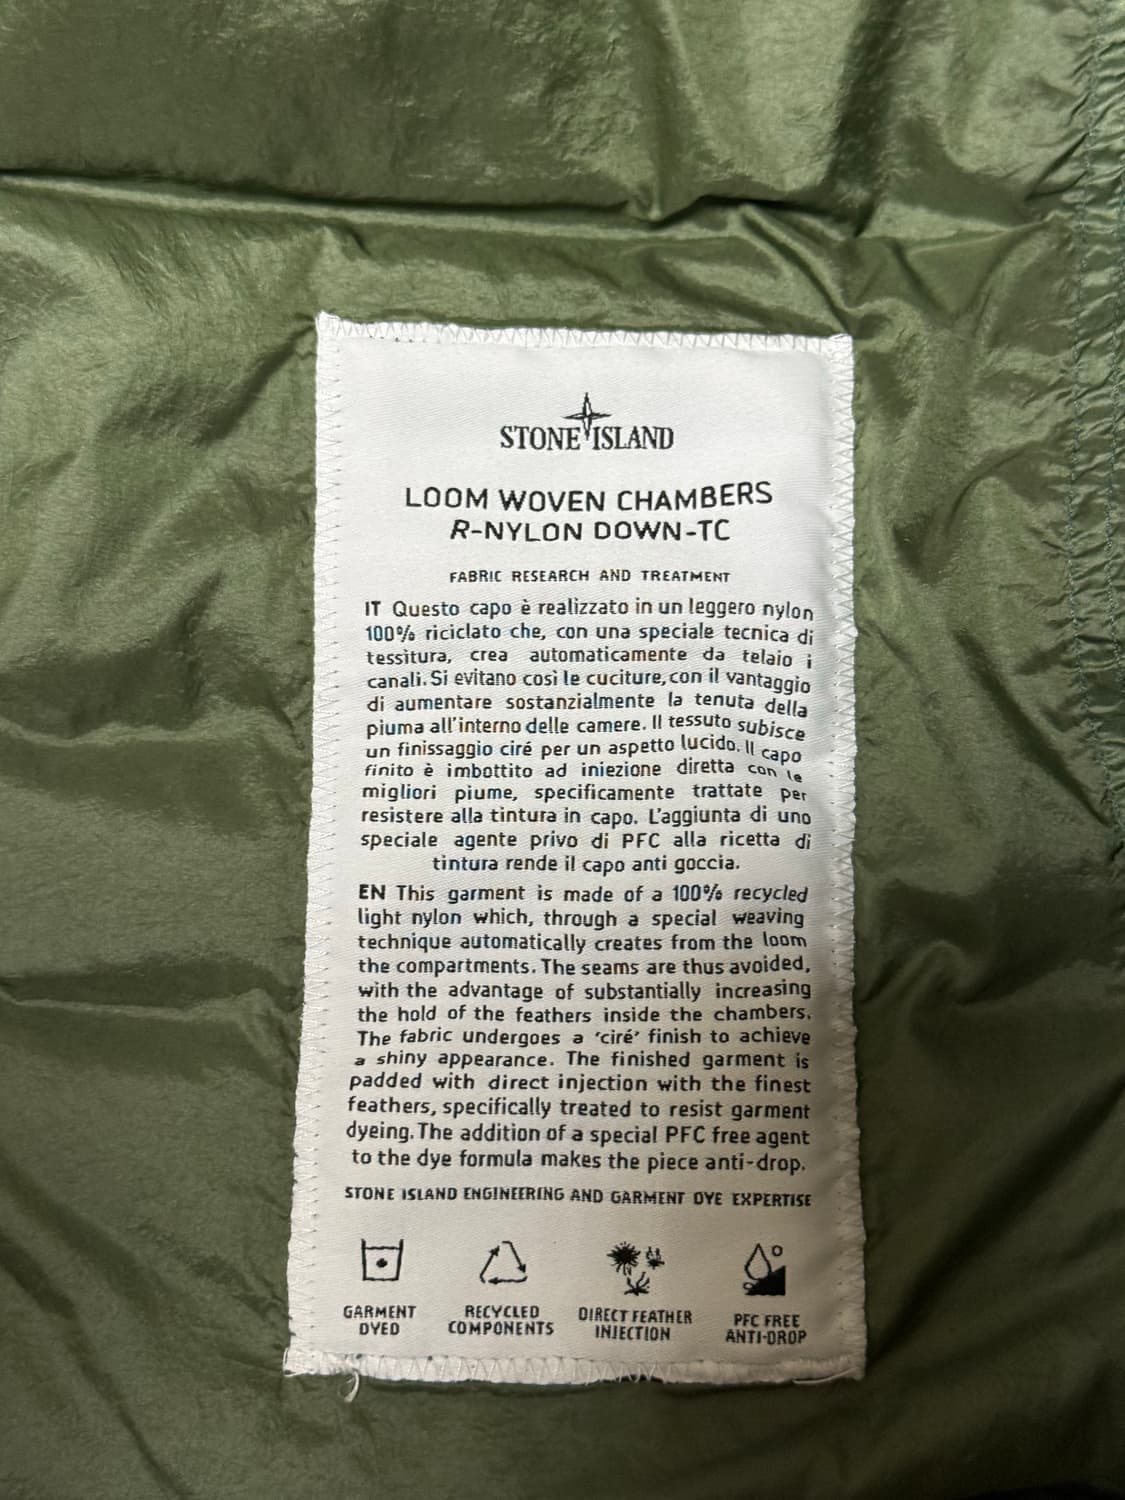 STONE ISLAND
LOOM WOVEN CHAMBERS
R-NYLON DOWN-TC
FABRIC RESEARCH AND TREATMENT
IT Questo capo è realizzato in un leggero nylon
100% riciclato che, con una speciale tecnica di
tessitura, crea automaticamente da telaio i
canali. Si evitano così le cuciture, con il vantaggio
di aumentare sostanzialmente la tenuta della
piuma all'interno delle camere. Il tessuto subisce
un finissaggio ciré per un aspetto lucido. Il capo
finito è imbottito ad iniezione diretta con le
migliori piume, specificamente trattate per
resistere alla tintura in capo. L'aggiunta di uno
speciale agente privo di PFC alla ricetta di
tintura rende il capo anti goccia.
EN This garment is made of a 100% recycled
light nylon which, through a special weaving
technique automatically creates from the loom
the compartments. The seams are thus avoided,
with the advantage of substantially increasing
the hold of the feathers inside the chambers.
The fabric undergoes a 'ciré' finish to achieve
a shiny appearance. The finished garment is
padded with direct injection with the finest
feathers, specifically treated to resist garment
dyeing. The addition of a special PFC free agent
to the dye formula makes the piece anti-drop.
STONE ISLAND ENGINEERING AND GARMENT DYE EXPERTISE
GARMENT
DYED
RECYCLED
COMPONENTS
DIRECT FEATHER
INJECTION
PFC FREE
ANTI-DROP